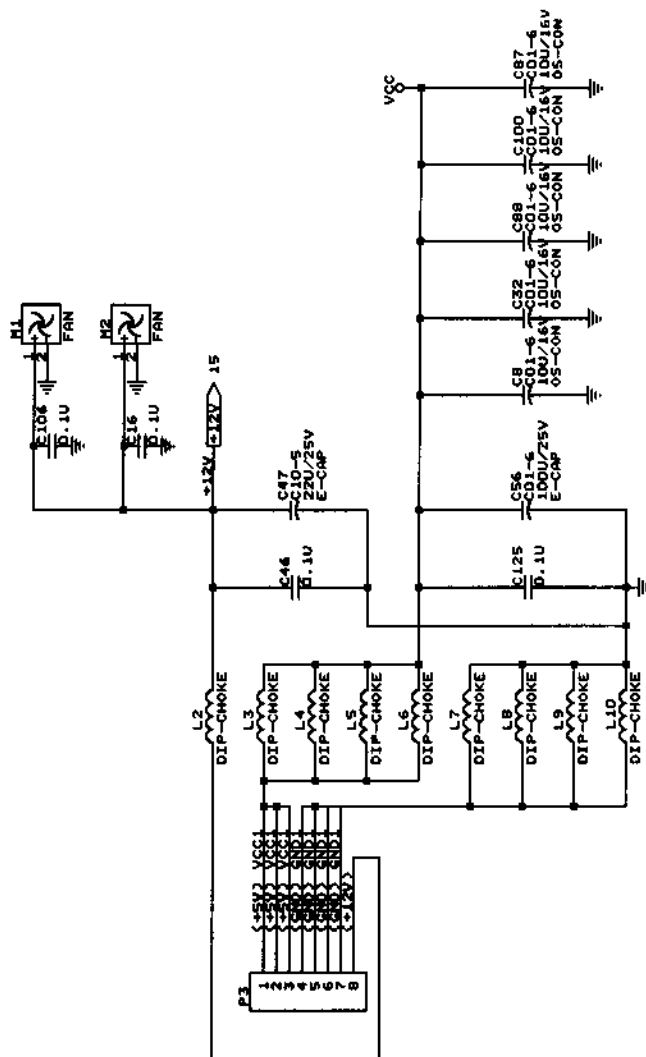 M1
1
2
FAN
C106
0.1U
M2
1
2
FAN
C16
0.1U
+12V
+12V
15
C47
C10-5
22U/25V
E-CAP
C46
0.1U
VCC
C87
CD1-6
10U/16V
OS-CON
C100
CD1-6
10U/16V
OS-CON
C88
CD1-6
10U/16V
OS-CON
C32
CD1-6
10U/16V
OS-CON
C8
CD1-6
10U/16V
OS-CON
C56
CD1-6
100U/25V
E-CAP
C125
0.1U
L2
DIP-CHOKE
L3
DIP-CHOKE
L4
DIP-CHOKE
L5
DIP-CHOKE
L6
DIP-CHOKE
L7
DIP-CHOKE
L8
DIP-CHOKE
L9
DIP-CHOKE
L10
DIP-CHOKE
P3
1 (+5V) VCC1
2 (+5V) VCC1
3 (+5V) VCC1
4 (GND) GND1
5 (GND) GND1
6 (GND) GND1
7 (GND) GND1
8 (+12V)